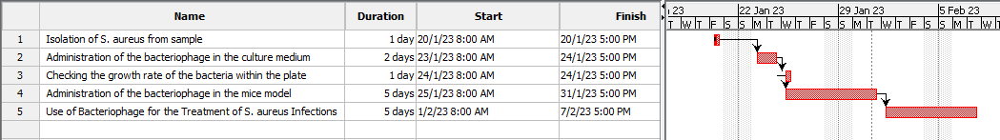 Name Duration Start Finish
1 Isolation of S. aureus from sample 1 day 20/1/23 8:00 AM 20/1/23 5:00 PM
2 Administration of the bacteriophage in the culture medium 2 days 23/1/23 8:00 AM 24/1/23 5:00 PM
3 Checking the growth rate of the bacteria within the plate 1 day 24/1/23 8:00 AM 24/1/23 5:00 PM
4 Administration of the bacteriophage in the mice model 5 days 25/1/23 8:00 AM 31/1/23 5:00 PM
5 Use of Bacteriophage for the Treatment of S. aureus Infections 5 days 1/2/23 8:00 AM 7/2/23 5:00 PM
23 22 Jan 23 29 Jan 23 5 Feb 23
T W T F S S M T W T F S S M T W T F S S M T